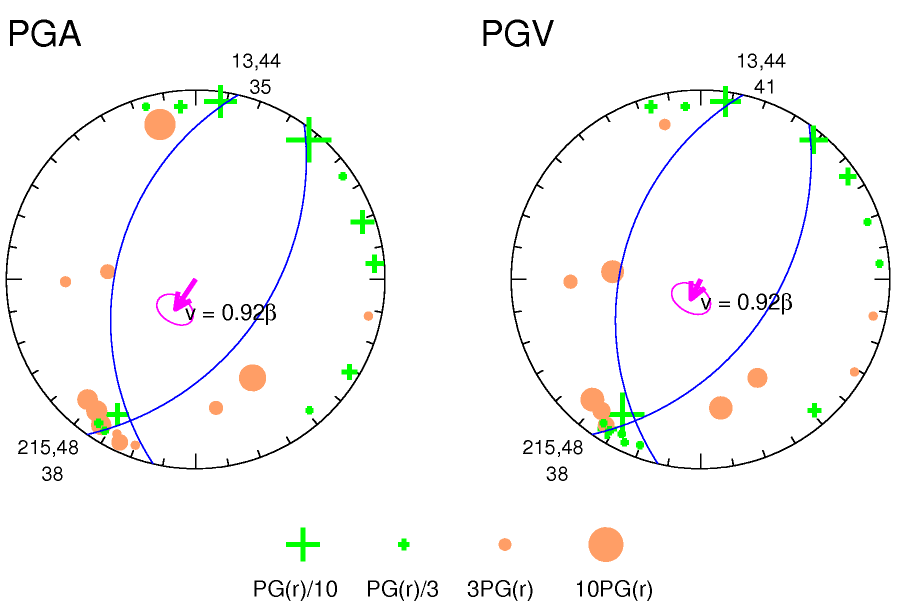 PGA
PGV
13,44
35
13,44
41
v = 0.92β
v = 0.92β
215,48
38
215,48
38
PG(r)/10 PG(r)/3 3PG(r) 10PG(r)